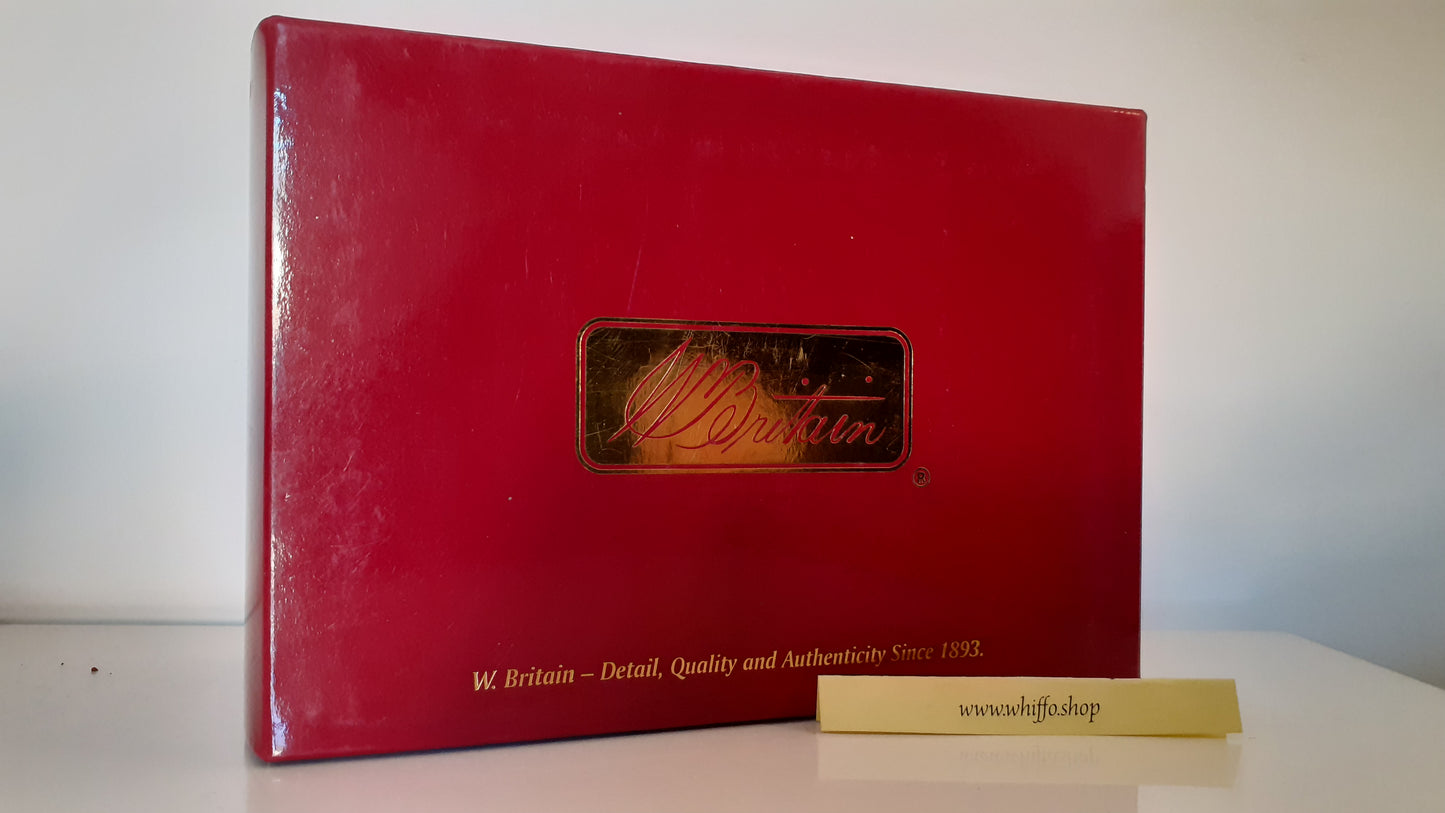 W Britain
®
W. Britain – Detail, Quality and Authenticity Since 1893.
www.whiffo.shop